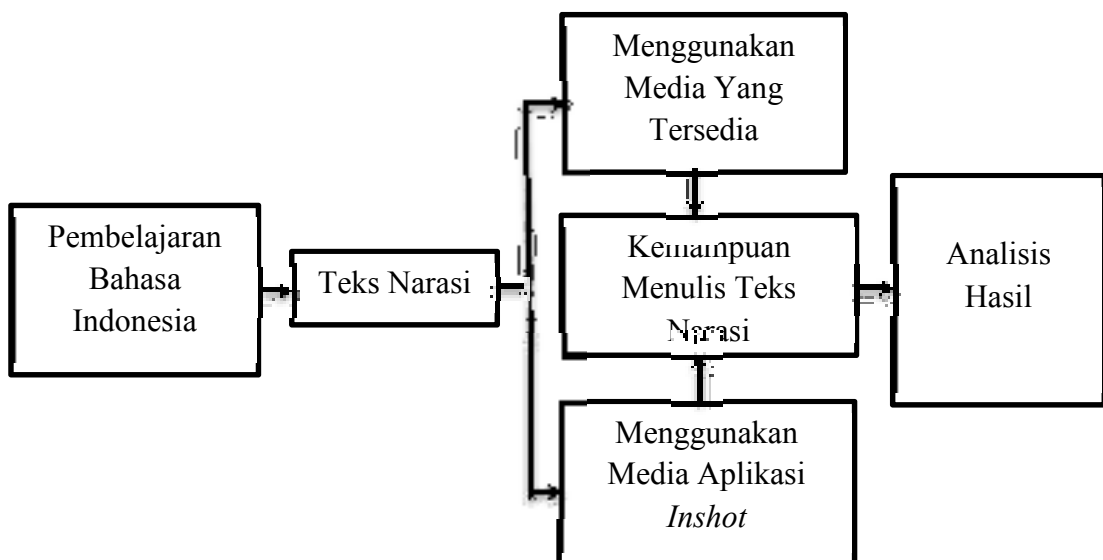 Pembelajaran
Bahasa
Indonesia
Teks Narasi
Menggunakan
Media Yang
Tersedia
Kemampuan
Menulis Teks
Narasi
Menggunakan
Media Aplikasi
Inshot
Analisis
Hasil